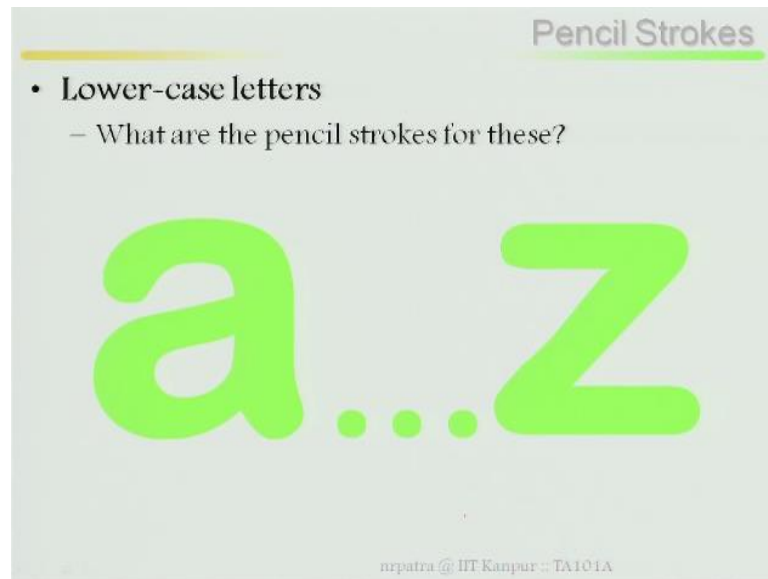 Pencil Strokes
• Lower-case letters
– What are the pencil strokes for these?
a...z
nrpatra @ IIT Kanpur :: TA101A